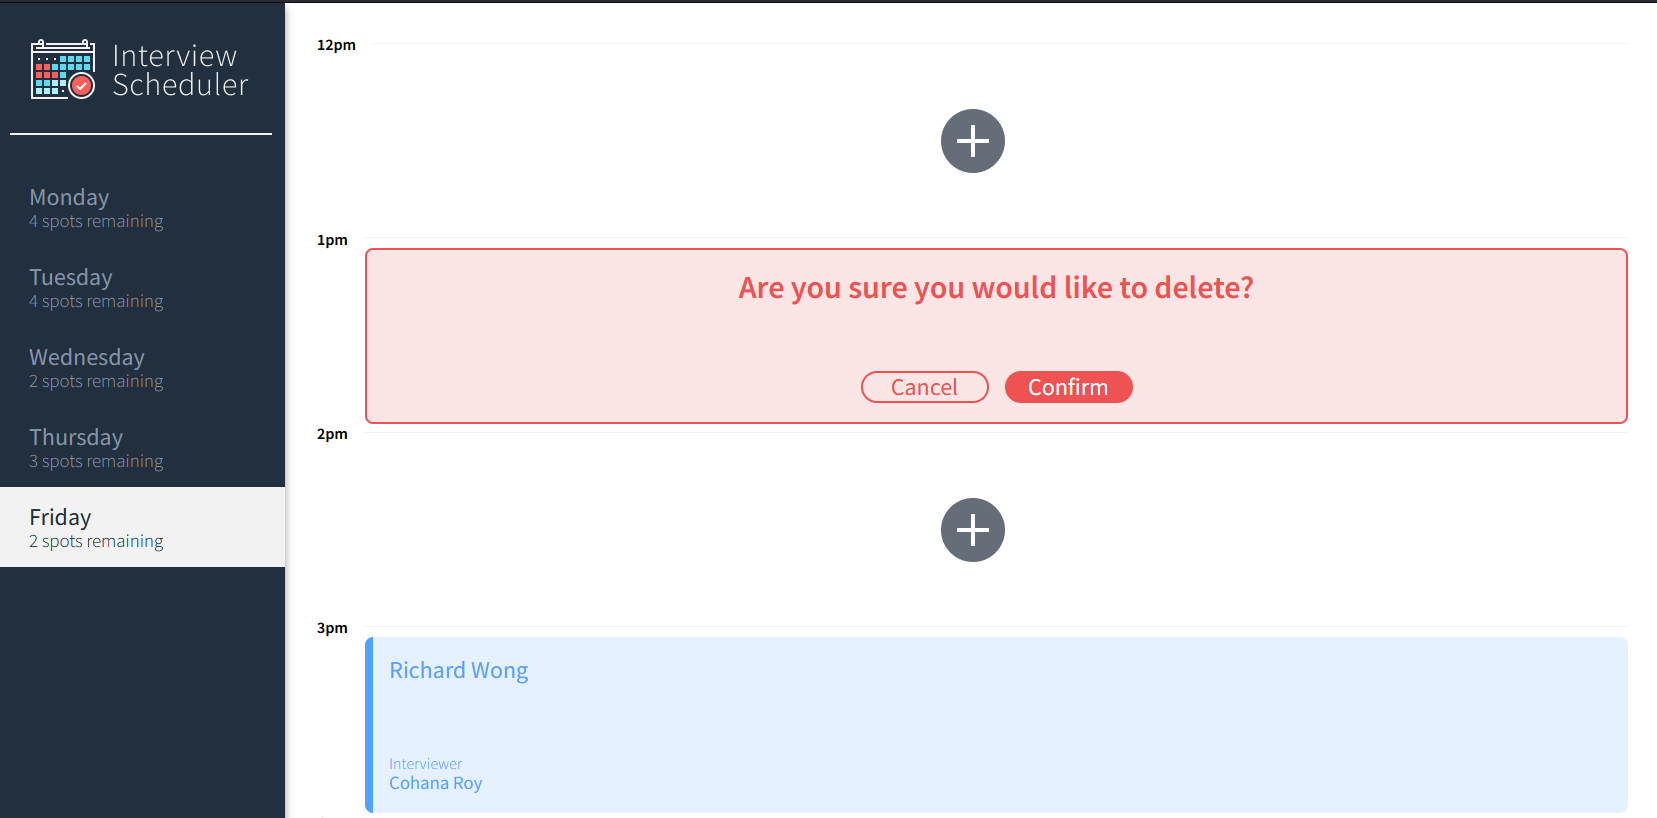 Interview
Scheduler
Monday
4 spots remaining
Tuesday
4 spots remaining
Wednesday
2 spots remaining
Thursday
3 spots remaining
Friday
2 spots remaining
12pm
1pm
Are you sure you would like to delete?
Cancel
Confirm
2pm
3pm
Richard Wong
Interviewer
Cohana Roy